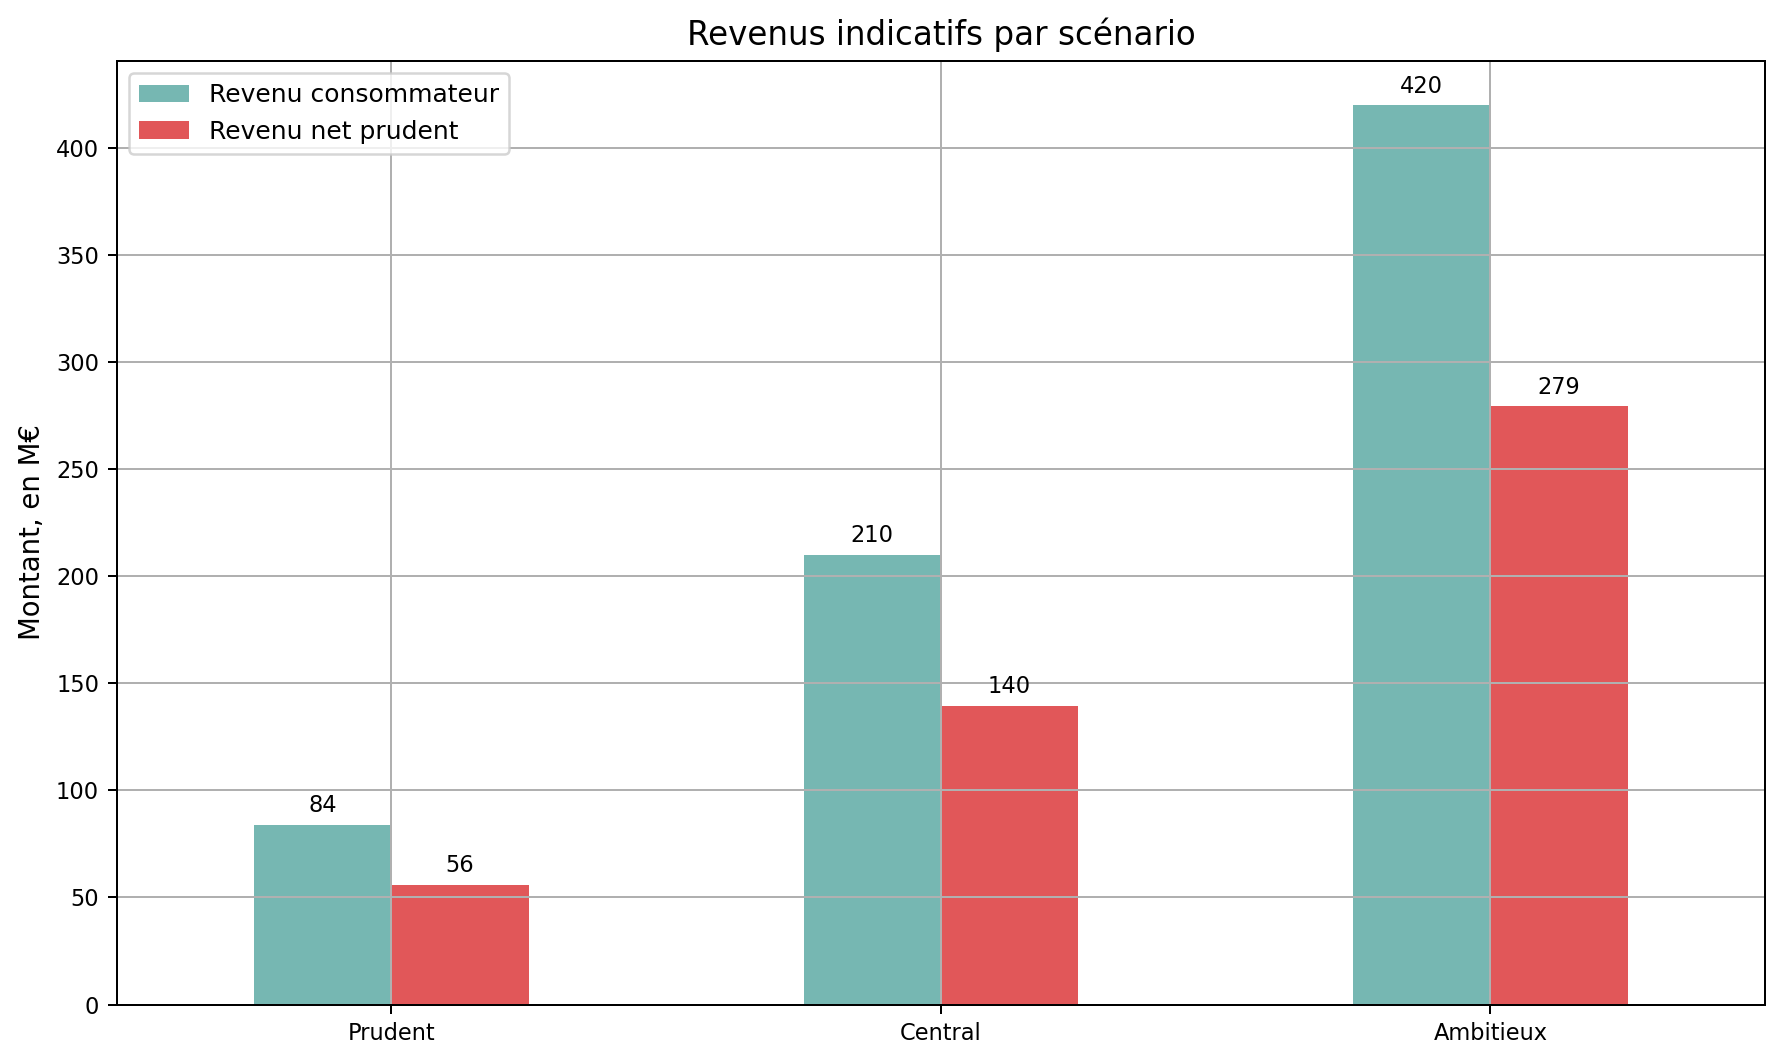 Revenus indicatifs par scénario
Revenu consommateur
Revenu net prudent
Montant, en M€
400
350
300
250
200
150
100
50
0
84
56
210
140
420
279
Prudent
Central
Ambitieux